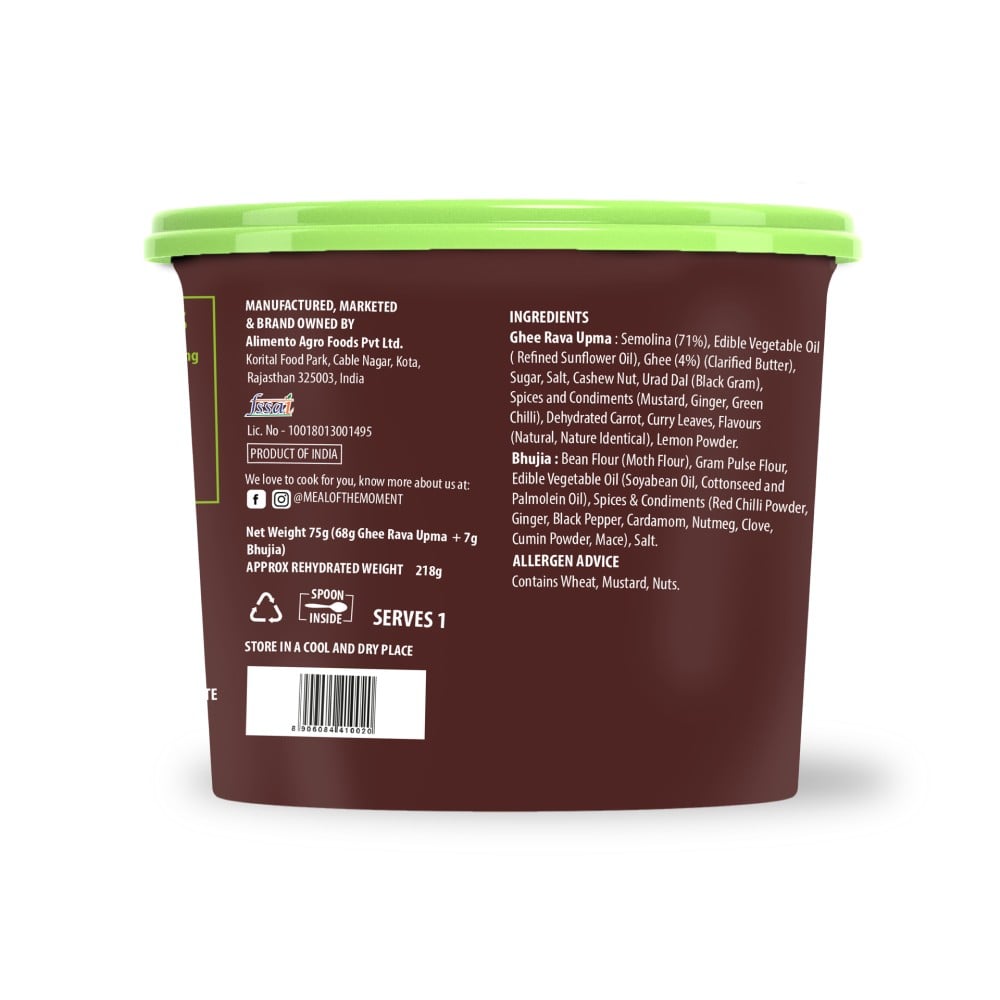 ng
TE
MANUFACTURED, MARKETED
& BRAND OWNED BY
Alimento Agro Foods Pvt Ltd.
Korital Food Park, Cable Nagar, Kota,
Rajasthan 325003, India
fssai
Lic. No - 10018013001495
PRODUCT OF INDIA
We love to cook for you, know more about us at:
f @MEALOFTHEMOMENT
Net Weight 75g (68g Ghee Rava Upma + 7g
Bhujia)
APPROX REHYDRATED WEIGHT 218g
SPOON
INSIDE
SERVES 1
STORE IN A COOL AND DRY PLACE
8 906084 410020
INGREDIENTS
Ghee Rava Upma : Semolina (71%), Edible Vegetable Oil
( Refined Sunflower Oil), Ghee (4%) (Clarified Butter),
Sugar, Salt, Cashew Nut, Urad Dal (Black Gram),
Spices and Condiments (Mustard, Ginger, Green
Chilli), Dehydrated Carrot, Curry Leaves, Flavours
(Natural, Nature Identical), Lemon Powder.
Bhujia : Bean Flour (Moth Flour), Gram Pulse Flour,
Edible Vegetable Oil (Soyabean Oil, Cottonseed and
Palmolein Oil), Spices & Condiments (Red Chilli Powder,
Ginger, Black Pepper, Cardamom, Nutmeg, Clove,
Cumin Powder, Mace), Salt.
ALLERGEN ADVICE
Contains Wheat, Mustard, Nuts.